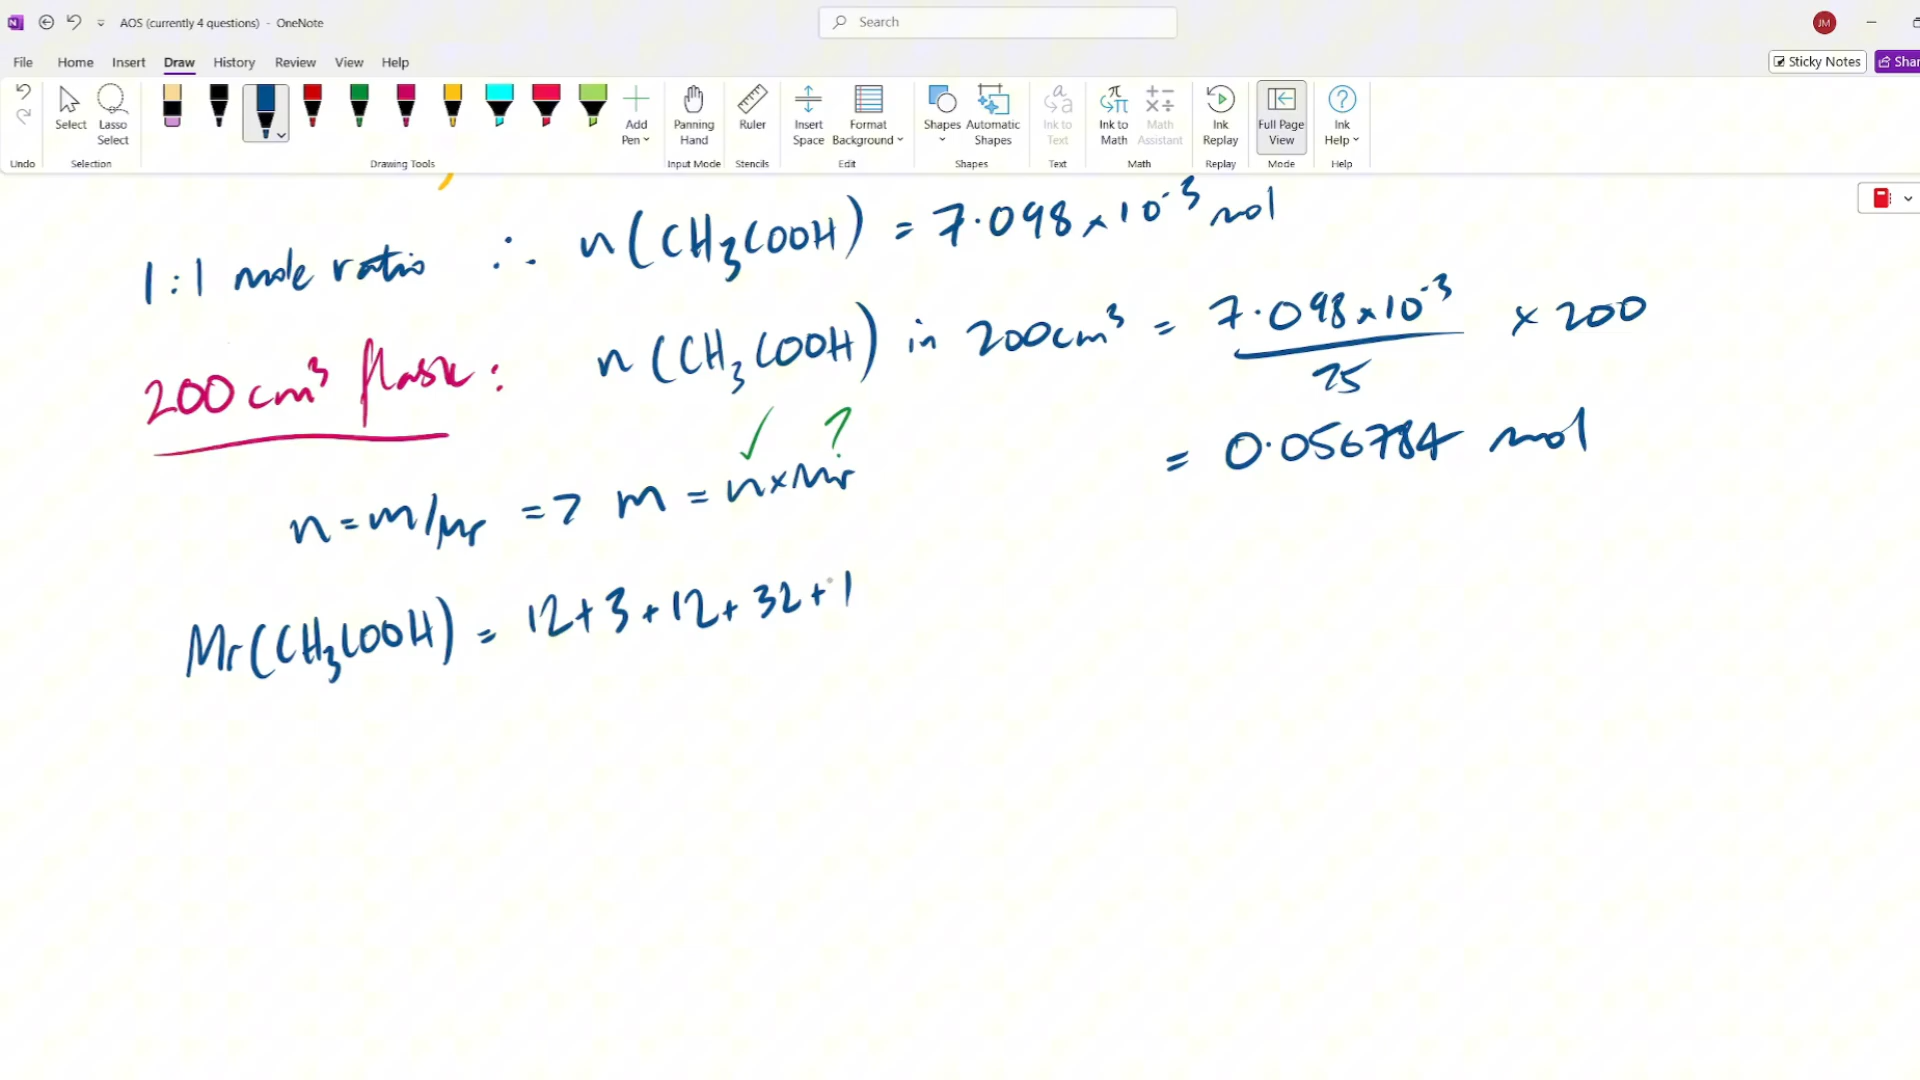 AOS (currently 4 questions) - OneNote
Search
JM
File Home Insert Draw History Review View Help
Sticky Notes
Shar
Select
Lasso Select
Add Pen
Panning Hand
Ruler
Insert Space
Format Background
Shapes
Automatic Shapes
Ink to Text
Ink to Math
Math Assistant
Ink Replay
Full Page View
Ink Help
Undo Selection Drawing Tools Input Mode Stencils Edit Shapes Text Math Replay Mode Help
1:1 mole ratio ∴ n(CH₃COOH) = 7.098×10⁻³ mol
200cm³ flask: n(CH₃COOH) in 200cm³ = 7.098×10⁻³ / 25 × 200
= 0.056784 mol
✓ ?
n = m/Mr => m = n×Mr
Mr(CH₃COOH) = 12+3+12+32+1